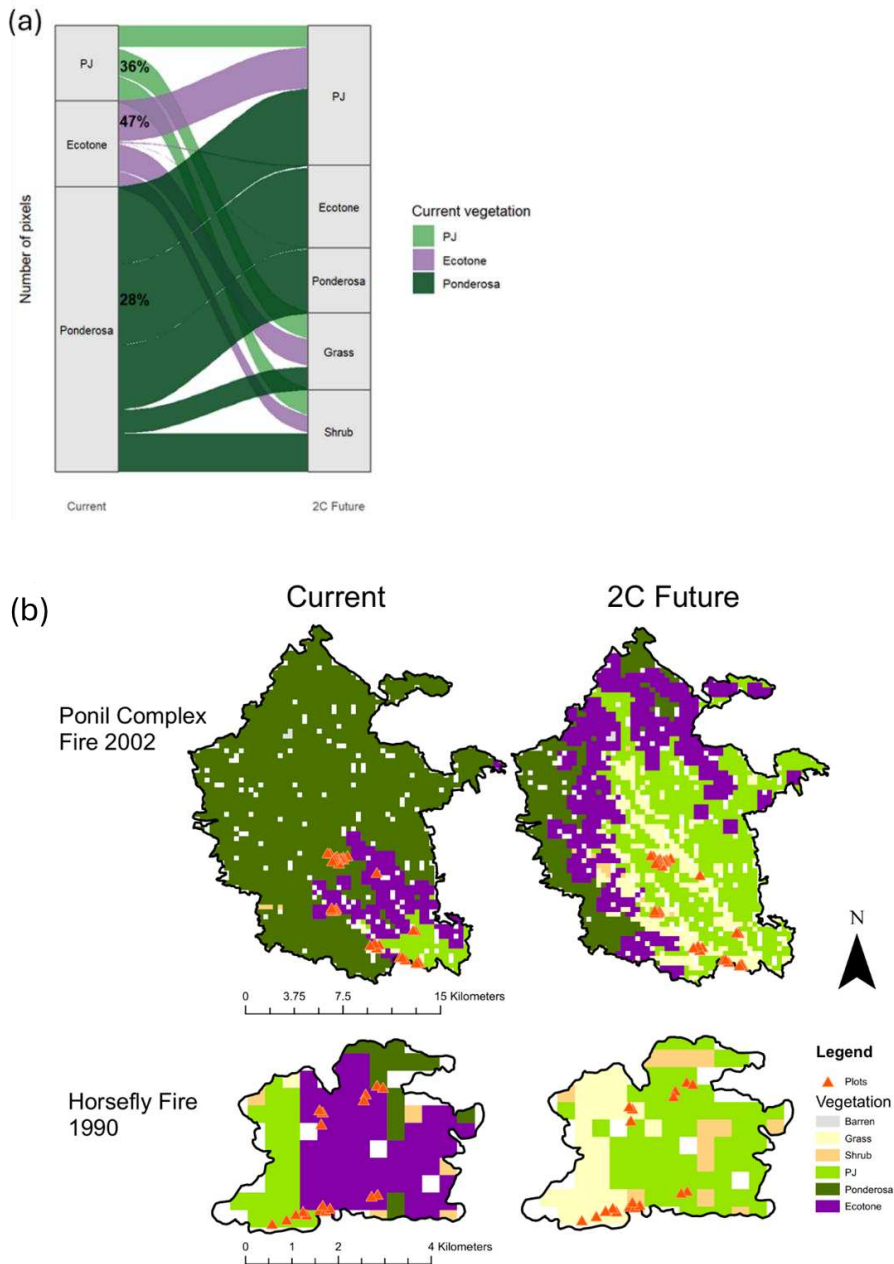 (a)
PJ
36%
PJ
47%
Ecotone
Ecotone
Number of pixels
Ponderosa
28%
Ponderosa
Grass
Shrub
Current
2C Future
Current vegetation
PJ
Ecotone
Ponderosa
(b)
Current
2C Future
Ponil Complex
Fire 2002
0 3.75 7.5 15 Kilometers
N
Horsefly Fire
1990
0 1 2 4 Kilometers
Legend
Plots
Vegetation
Barren
Grass
Shrub
PJ
Ponderosa
Ecotone